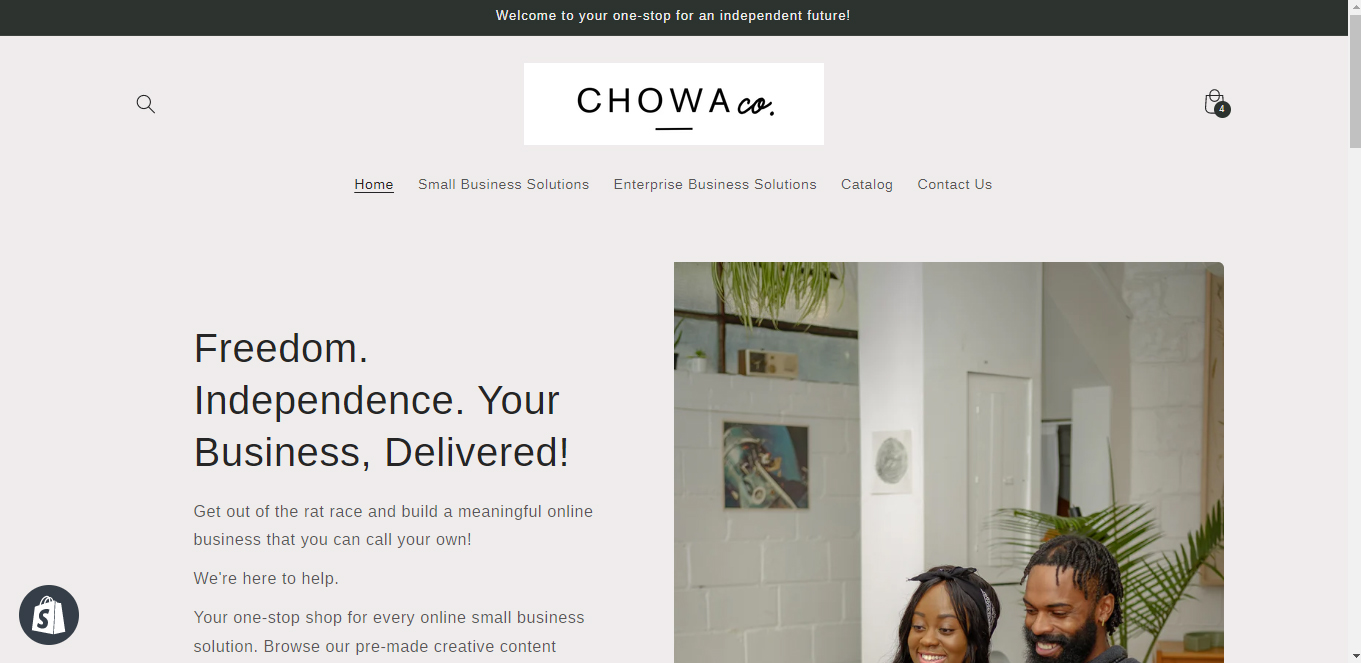 Welcome to your one-stop for an independent future!
CHOWA co.
4
Home Small Business Solutions Enterprise Business Solutions Catalog Contact Us
Freedom.
Independence. Your
Business, Delivered!
Get out of the rat race and build a meaningful online
business that you can call your own!
We're here to help.
Your one-stop shop for every online small business
solution. Browse our pre-made creative content
S